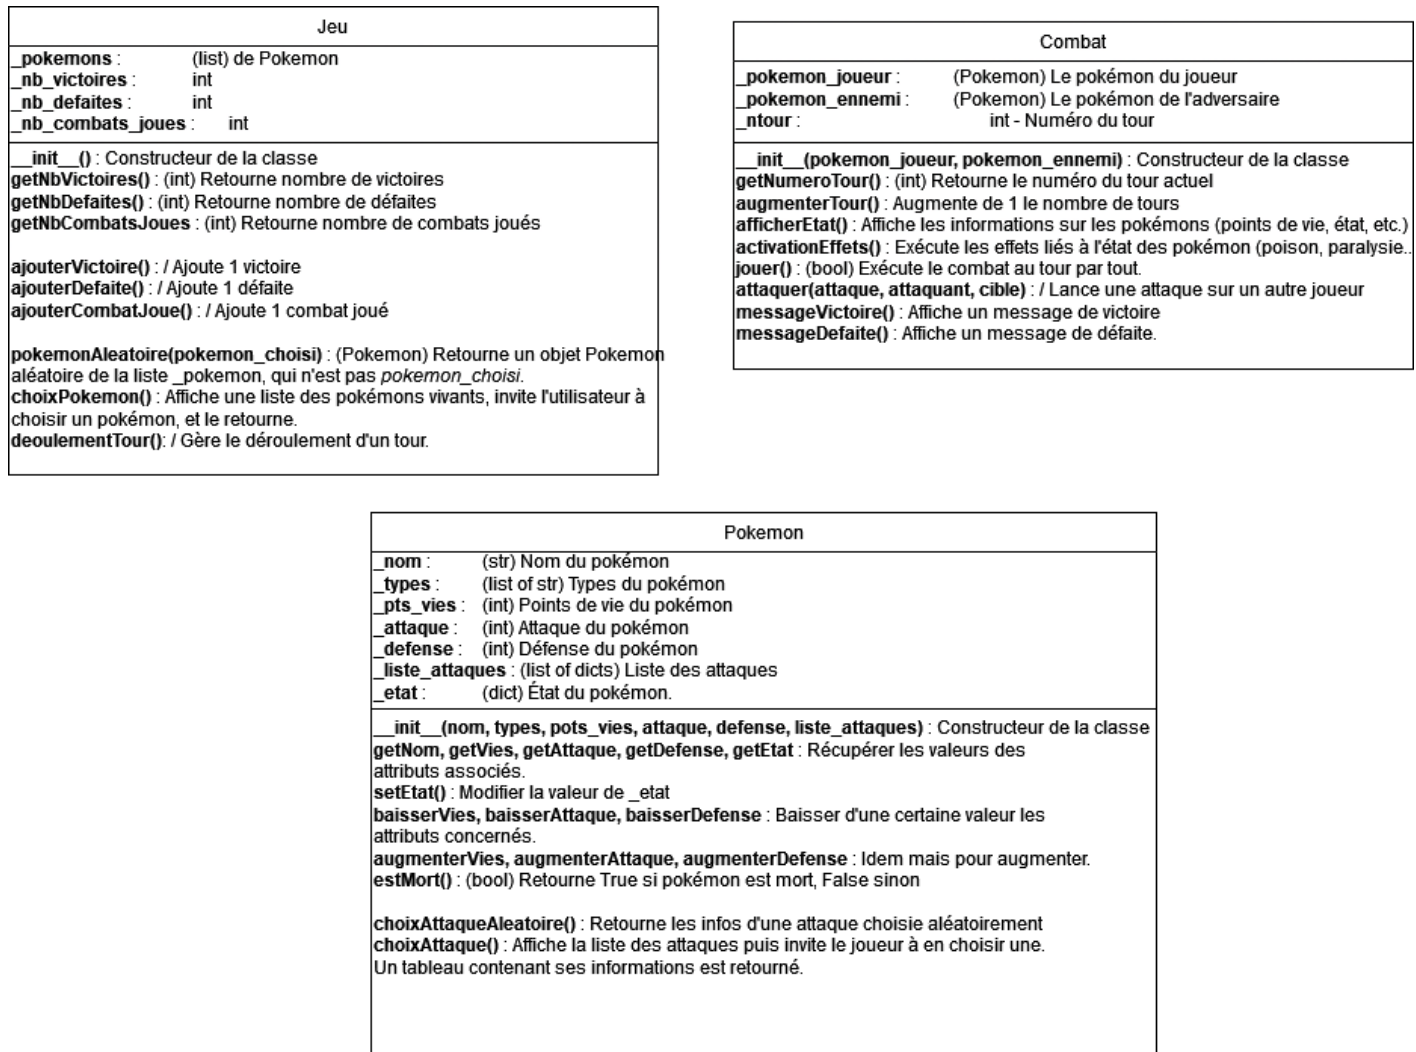 Jeu
_pokemons : (list) de Pokemon
_nb_victoires : int
_nb_defaites : int
_nb_combats_joues : int
__init__() : Constructeur de la classe
getNbVictoires() : (int) Retourne nombre de victoires
getNbDefaites() : (int) Retourne nombre de défaites
getNbCombatsJoues : (int) Retourne nombre de combats joués
ajouterVictoire() : / Ajoute 1 victoire
ajouterDefaite() : / Ajoute 1 défaite
ajouterCombatJoue() : / Ajoute 1 combat joué
pokemonAleatoire(pokemon_choisi) : (Pokemon) Retourne un objet Pokemon
aléatoire de la liste _pokemon, qui n'est pas pokemon_choisi.
choixPokemon() : Affiche une liste des pokémons vivants, invite l'utilisateur à
choisir un pokémon, et le retourne.
deoulementTour(): / Gère le déroulement d'un tour.
Combat
_pokemon_joueur : (Pokemon) Le pokémon du joueur
_pokemon_ennemi : (Pokemon) Le pokémon de l'adversaire
_ntour : int - Numéro du tour
__init__(pokemon_joueur, pokemon_ennemi) : Constructeur de la classe
getNumeroTour() : (int) Retourne le numéro du tour actuel
augmenterTour() : Augmente de 1 le nombre de tours
afficherEtat() : Affiche les informations sur les pokémons (points de vie, état, etc.)
activationEffets() : Exécute les effets liés à l'état des pokémon (poison, paralysie..
jouer() : (bool) Exécute le combat au tour par tout.
attaquer(attaque, attaquant, cible) : / Lance une attaque sur un autre joueur
messageVictoire() : Affiche un message de victoire
messageDefaite() : Affiche un message de défaite.
Pokemon
_nom : (str) Nom du pokémon
_types : (list of str) Types du pokémon
_pts_vies : (int) Points de vie du pokémon
_attaque : (int) Attaque du pokémon
_defense : (int) Défense du pokémon
_liste_attaques : (list of dicts) Liste des attaques
_etat : (dict) État du pokémon.
__init__(nom, types, pots_vies, attaque, defense, liste_attaques) : Constructeur de la classe
getNom, getVies, getAttaque, getDefense, getEtat : Récupérer les valeurs des
attributs associés.
setEtat() : Modifier la valeur de _etat
baisserVies, baisserAttaque, baisserDefense : Baisser d'une certaine valeur les
attributs concernés.
augmenterVies, augmenterAttaque, augmenterDefense : Idem mais pour augmenter.
estMort() : (bool) Retourne True si pokémon est mort, False sinon
choixAttaqueAleatoire() : Retourne les infos d'une attaque choisie aléatoirement
choixAttaque() : Affiche la liste des attaques puis invite le joueur à en choisir une.
Un tableau contenant ses informations est retourné.